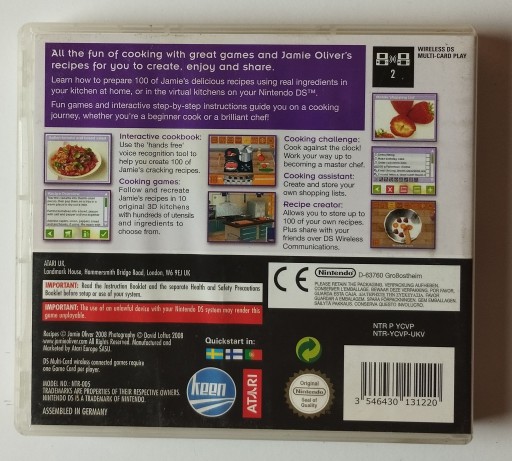 All the fun of cooking with great games and Jamie Oliver's
recipes for you to create, enjoy and share.
Learn how to prepare 100 of Jamie's delicious recipes using real ingredients in
your kitchen at home, or in the virtual kitchens on your Nintendo DS™.
Fun games and interactive step-by-step instructions guide you on a cooking
journey, whether you're a beginner cook or a brilliant chef!
WIRELESS DS
MULTI-CARD PLAY
2
Interactive cookbook:
Use the 'hands free'
voice recognition tool to
help you create 100 of
Jamie's cracking recipes.
Cooking games:
Follow and recreate
Jamie's recipes in 10
original 3D kitchens
with hundreds of utensils
and ingredients to
choose from.
Cooking challenge:
Cook against the clock!
Work your way up to
becoming a master chef.
Cooking assistant:
Create and store your
own shopping lists.
Recipe creator:
Allows you to store up to
100 of your own recipes.
Plus share with your
friends over DS Wireless
Communications.
ATARI UK,
Landmark House, Hammersmith Bridge Road, London, W6 9EJ UK
IMPORTANT: Read the Instruction Booklet and the separate Health and Safety Precautions
Booklet before setup or use of your system.
IMPORTANT: The use of an unlawful device with your Nintendo DS system may render this
game unplayable.
Recipes © Jamie Oliver 2008 Photography © David Loftus 2008
www.jamieoliver.com All Rights Reserved. Manufactured and
Marketed by Atari Europe SASU.
DS Multi-Card wireless connected games require
one Game Card per player.
MODEL NO.: NTR-005
TRADEMARKS ARE PROPERTIES OF THEIR RESPECTIVE OWNERS.
NINTENDO DS IS A TRADEMARK OF NINTENDO.
ASSEMBLED IN GERMANY
Quickstart in:
keen
ATARI
CE
Nintendo
D-63760 Großostheim
PLEASE RETAIN THE PACKAGING. VERPACKUNG AUFHEBEN.
NTR P YCVP
NTR-YCVP-UKV
Original
Nintendo
Seal of
Quality
3 546430 131220